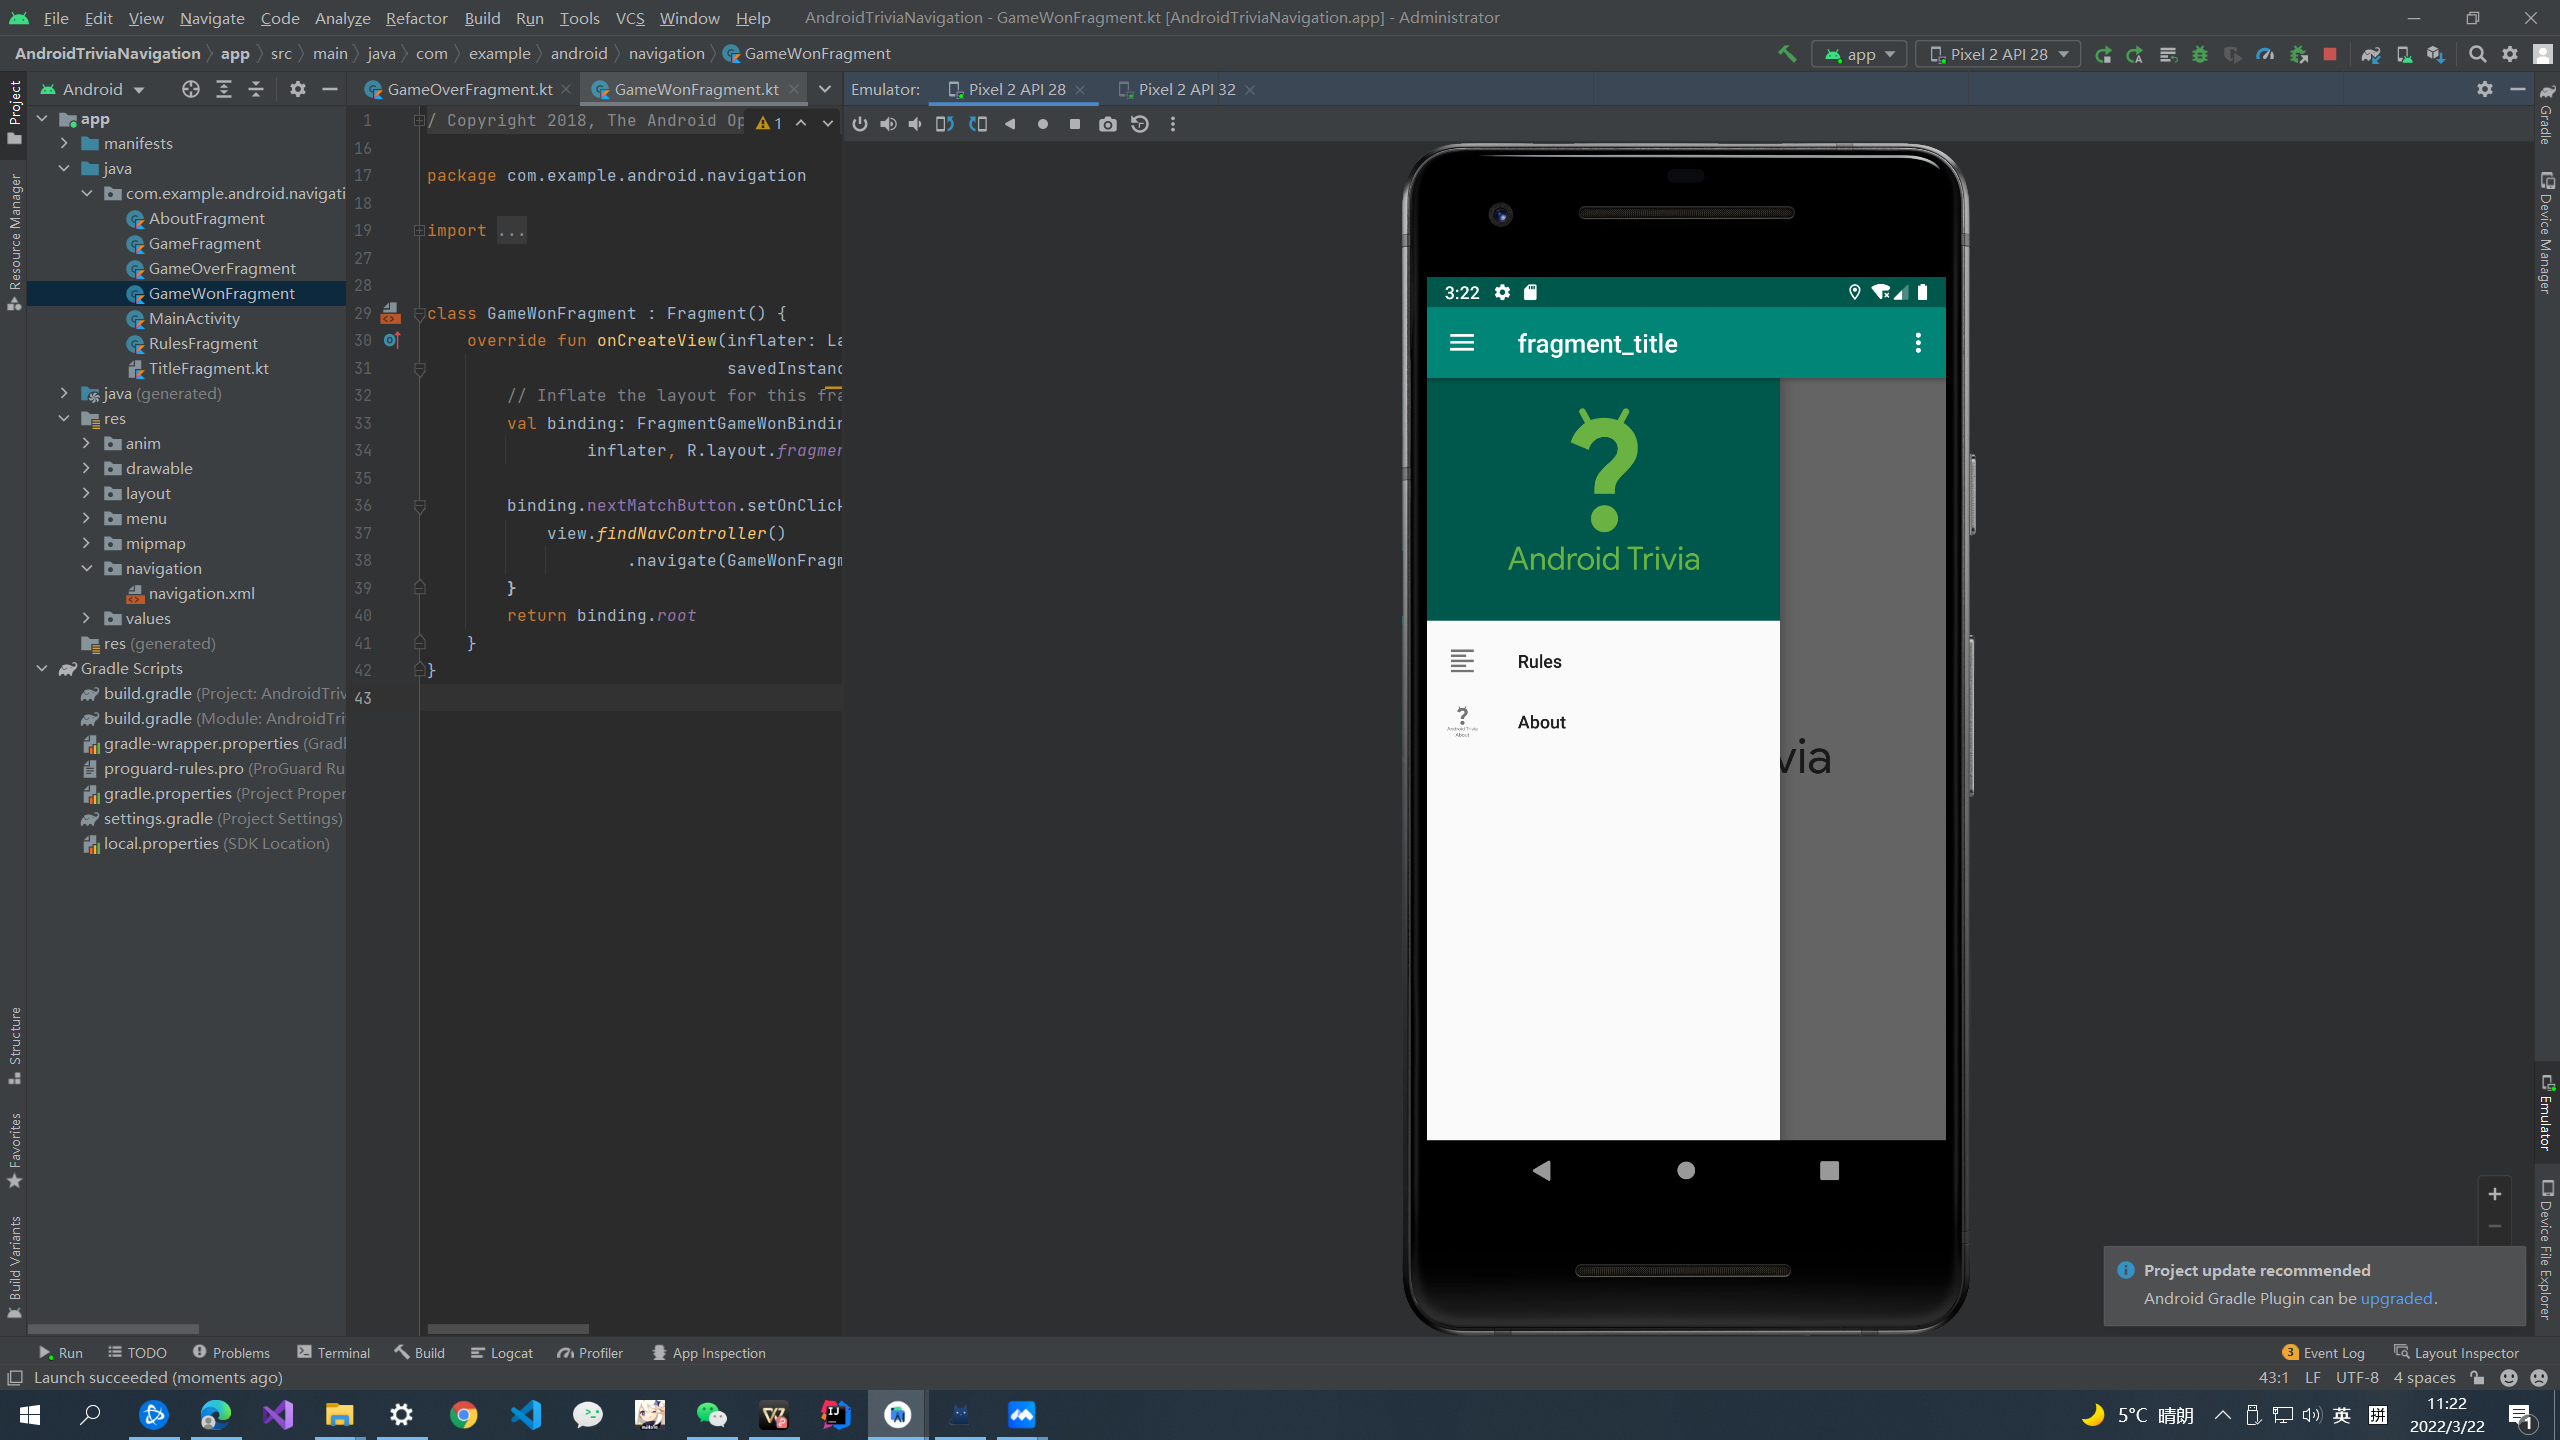 File Edit View Navigate Code Analyze Refactor Build Run Tools VCS Window Help AndroidTriviaNavigation - GameWonFragment.kt [AndroidTriviaNavigation.app] - Administrator
AndroidTriviaNavigation app src main java com example android navigation GameWonFragment
app Pixel 2 API 28
Project
Resource Manager
Structure
Favorites
Build Variants
Android
app
manifests
java
com.example.android.navigati
AboutFragment
GameFragment
GameOverFragment
GameWonFragment
MainActivity
RulesFragment
TitleFragment.kt
java (generated)
res
anim
drawable
layout
menu
mipmap
navigation
navigation.xml
values
res (generated)
Gradle Scripts
build.gradle (Project: AndroidTriv
build.gradle (Module: AndroidTri
gradle-wrapper.properties (Gradl
proguard-rules.pro (ProGuard Ru
gradle.properties (Project Proper
settings.gradle (Project Settings)
local.properties (SDK Location)
GameOverFragment.kt GameWonFragment.kt
1 / Copyright 2018, The Android Op 1
16
17 package com.example.android.navigation
18
19 import ...
27
28
29 class GameWonFragment : Fragment() {
30 override fun onCreateView(inflater: La
31 savedInstanc
32 // Inflate the layout for this fra
33 val binding: FragmentGameWonBindin
34 inflater, R.layout.fragmen
35
36 binding.nextMatchButton.setOnClick
37 view.findNavController()
38 .navigate(GameWonFragm
39 }
40 return binding.root
41 }
42 }
43
Emulator: Pixel 2 API 28 Pixel 2 API 32
3:22
fragment_title
Android Trivia
Rules
Android Trivia
About
About
via
Gradle
Device Manager
Emulator
Device File Explorer
Project update recommended
Android Gradle Plugin can be upgraded.
Run TODO Problems Terminal Build Logcat Profiler App Inspection 3 Event Log Layout Inspector
Launch succeeded (moments ago) 43:1 LF UTF-8 4 spaces
5°C 晴朗 英 拼 11:22
2022/3/22 1